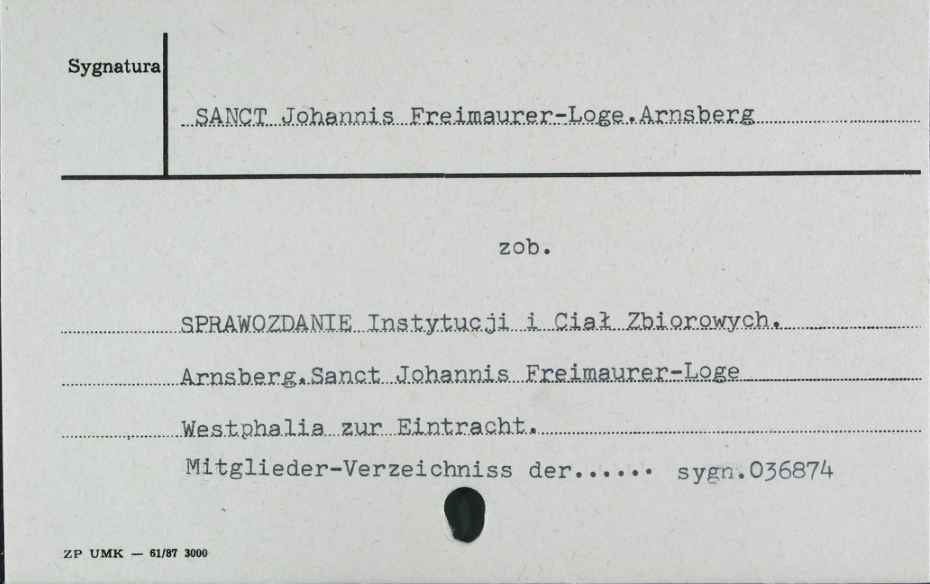 Sygnatura
SANCT Johannis Freimaurer-Loge.Arnsberg
zob.
SPRAWOZDANIE Instytucji i Ciał Zbiorowych.
Arnsberg.Sanct Johannis Freimaurer-Loge
Westphalia zur Eintracht.
Mitglieder-Verzeichniss der...... sygn.036874
ZP UMK — 61/87 3000